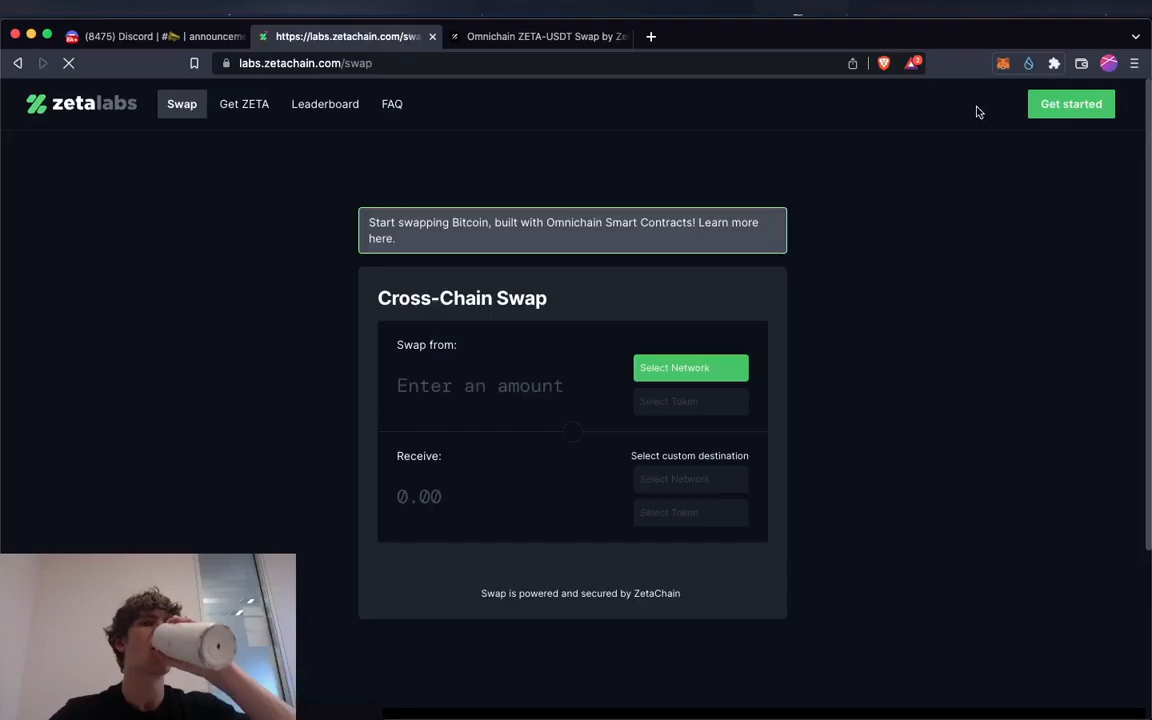 (8475) Discord | #
| announcem
https://labs.zetachain.com/swa
Omnichain ZETA-USDT Swap by Ze
labs.zetachain.com/swap
2
zetalabs
Swap
Get ZETA
Leaderboard
FAQ
Get started
Start swapping Bitcoin, built with Omnichain Smart Contracts! Learn more
here.
Cross-Chain Swap
Swap from:
Select Network
Enter an amount
Select Token
Receive:
Select custom destination
Select Network
0.00
Select Token
Swap is powered and secured by ZetaChain